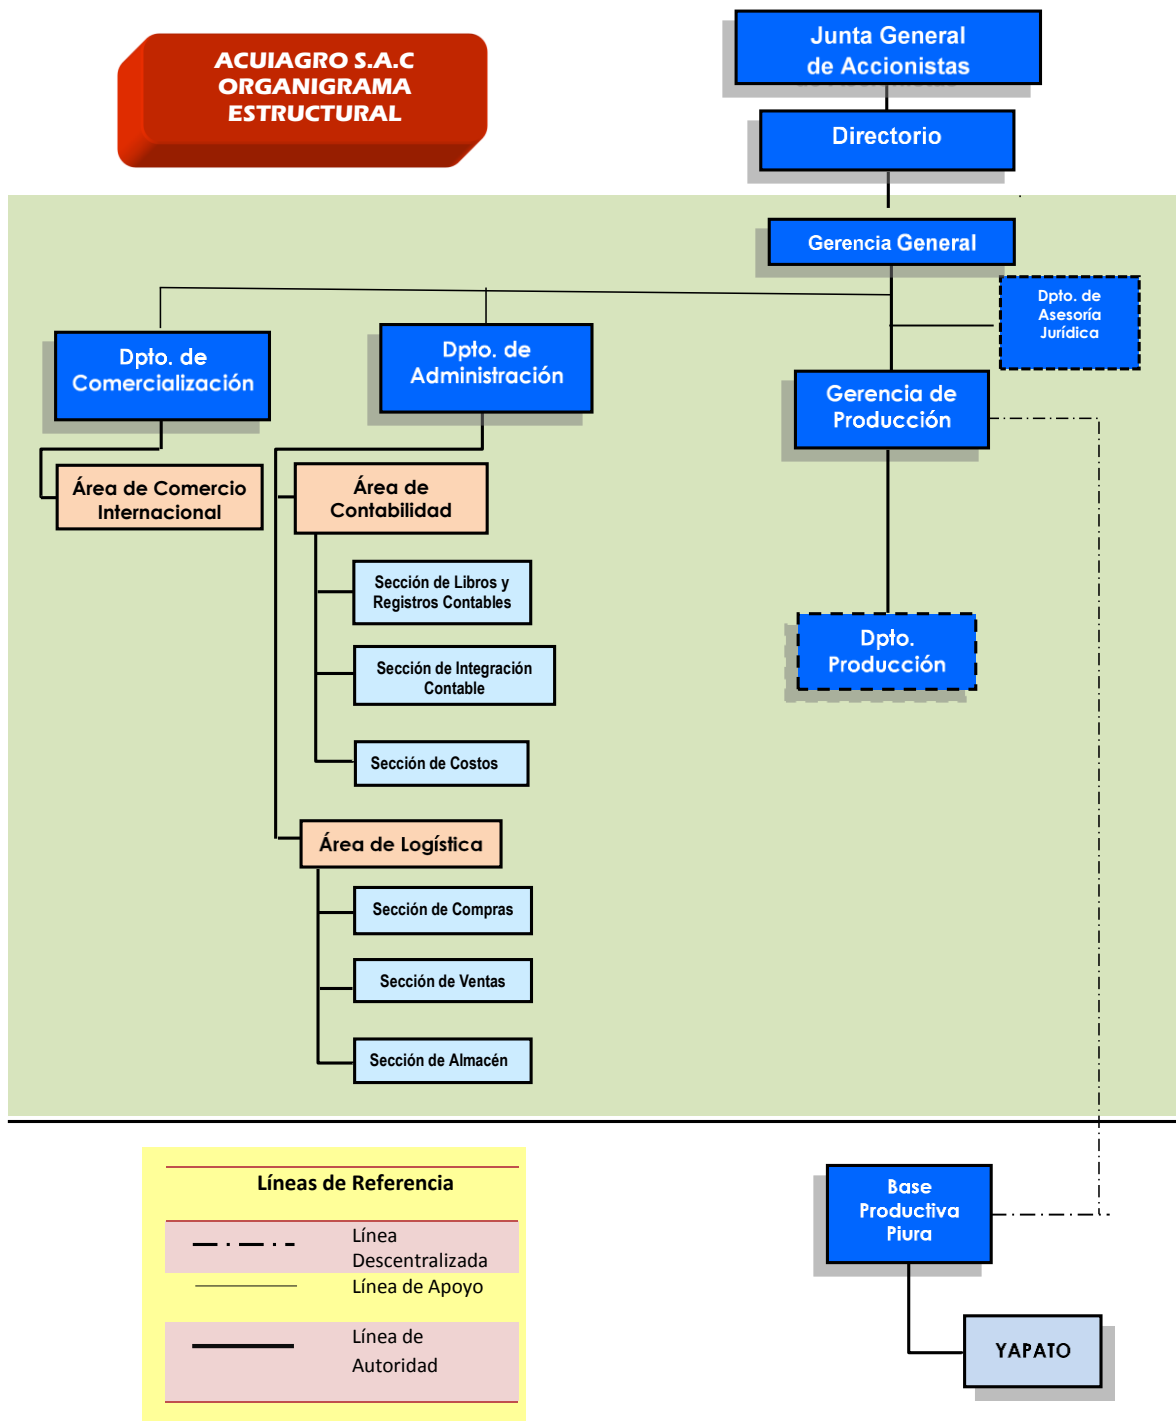 ACUIAGRO S.A.C
ORGANIGRAMA
ESTRUCTURAL
Junta General
de Accionistas
Directorio
Gerencia General
Dpto. de
Asesoría
Jurídica
Dpto. de
Comercialización
Dpto. de
Administración
Gerencia de
Producción
Área de Comercio
Internacional
Área de
Contabilidad
Sección de Libros y
Registros Contables
Sección de Integración
Contable
Sección de Costos
Dpto.
Producción
Área de Logística
Sección de Compras
Sección de Ventas
Sección de Almacén
Líneas de Referencia
Línea
Descentralizada
Línea de Apoyo
Línea de
Autoridad
Base
Productiva
Piura
YAPATO